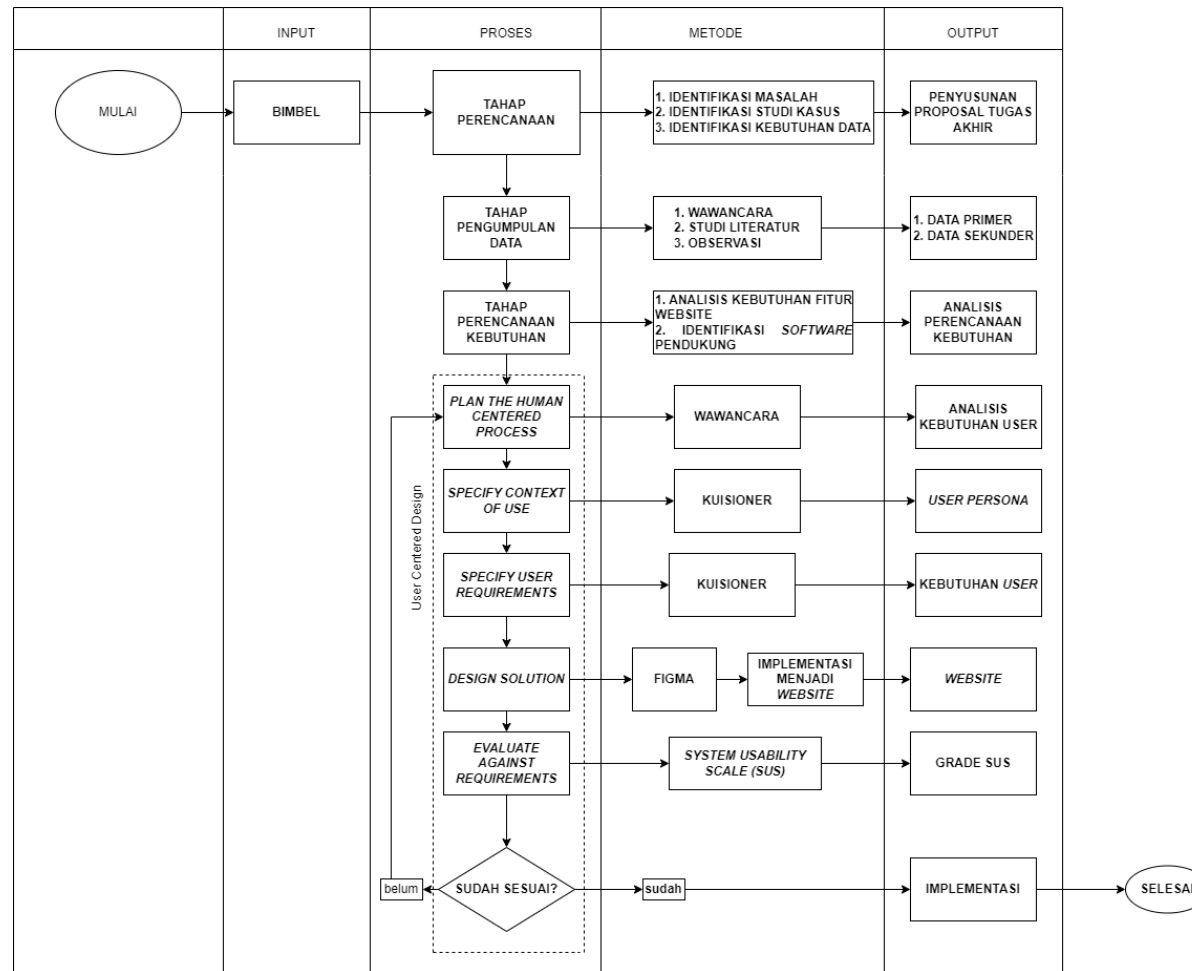 INPUT
PROSES
METODE
OUTPUT
MULAI
BIMBEL
TAHAP
PERENCANAAN
1. IDENTIFIKASI MASALAH
2. IDENTIFIKASI STUDI KASUS
3. IDENTIFIKASI KEBUTUHAN DATA
PENYUSUNAN
PROPOSAL TUGAS
AKHIR
TAHAP
PENGUMPULAN
DATA
1. WAWANCARA
2. STUDI LITERATUR
3. OBSERVASI
1. DATA PRIMER
2. DATA SEKUNDER
TAHAP
PERENCANAAN
KEBUTUHAN
1. ANALISIS KEBUTUHAN FITUR
WEBSITE
2. IDENTIFIKASI SOFTWARE
PENDUKUNG
ANALISIS
PERENCANAAN
KEBUTUHAN
User Centered Design
PLAN THE HUMAN
CENTERED
PROCESS
WAWANCARA
ANALISIS
KEBUTUHAN USER
SPECIFY CONTEXT
OF USE
KUISIONER
USER PERSONA
SPECIFY USER
REQUIREMENTS
KUISIONER
KEBUTUHAN USER
DESIGN SOLUTION
FIGMA
IMPLEMENTASI
MENJADI
WEBSITE
WEBSITE
EVALUATE
AGAINST
REQUIREMENTS
SYSTEM USABILITY
SCALE (SUS)
GRADE SUS
belum
SUDAH SESUAI?
sudah
IMPLEMENTASI
SELESAI